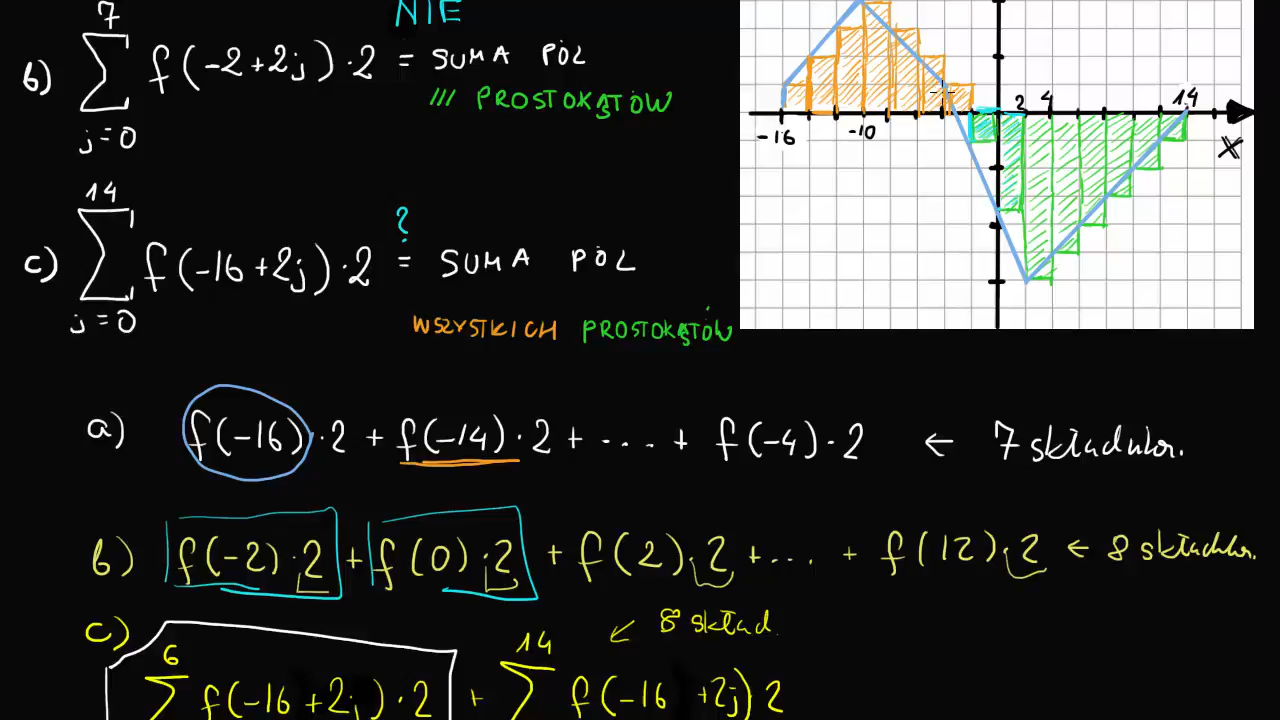 NIE
7
b) ∑ f(-2+2j)·2 = SUMA PÓL
j=0
/// PROSTOKĄTÓW
14
c) ∑ f(-16+2j)·2 ?= SUMA PÓL
j=0
WSZYSTKICH PROSTOKĄTÓW
-16 -10 2 4 14
X
a) f(-16)·2 + f(-14)·2 + .... + f(-4)·2 ← 7 składników.
b) f(-2)·2 + f(0)·2 + f(2)·2 + ... + f(12)·2 ← 8 składników.
c)
↙ 8 skład.
6 14
∑ f(-16+2j)·2 + ∑ f(-16 +2j) 2